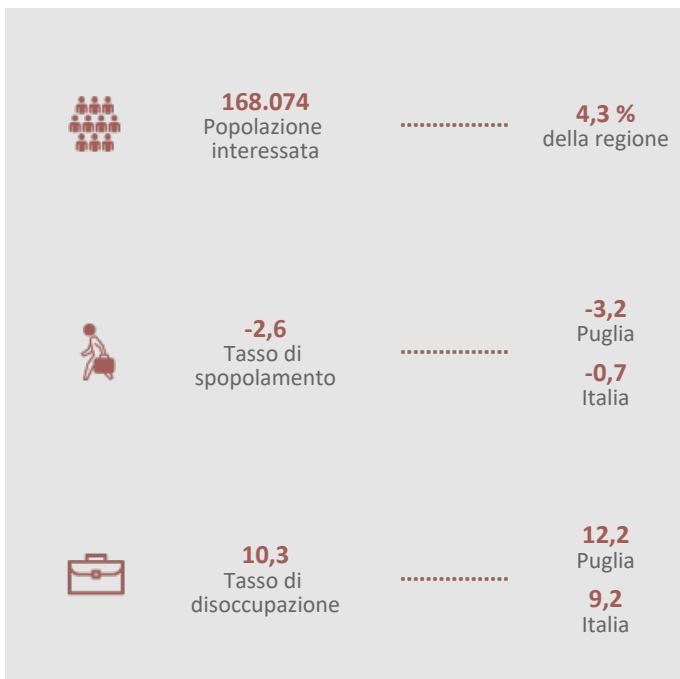 168.074
Popolazione
interessata
4,3 %
della regione
-2,6
Tasso di
spopolamento
-3,2
Puglia
-0,7
Italia
10,3
Tasso di
disoccupazione
12,2
Puglia
9,2
Italia